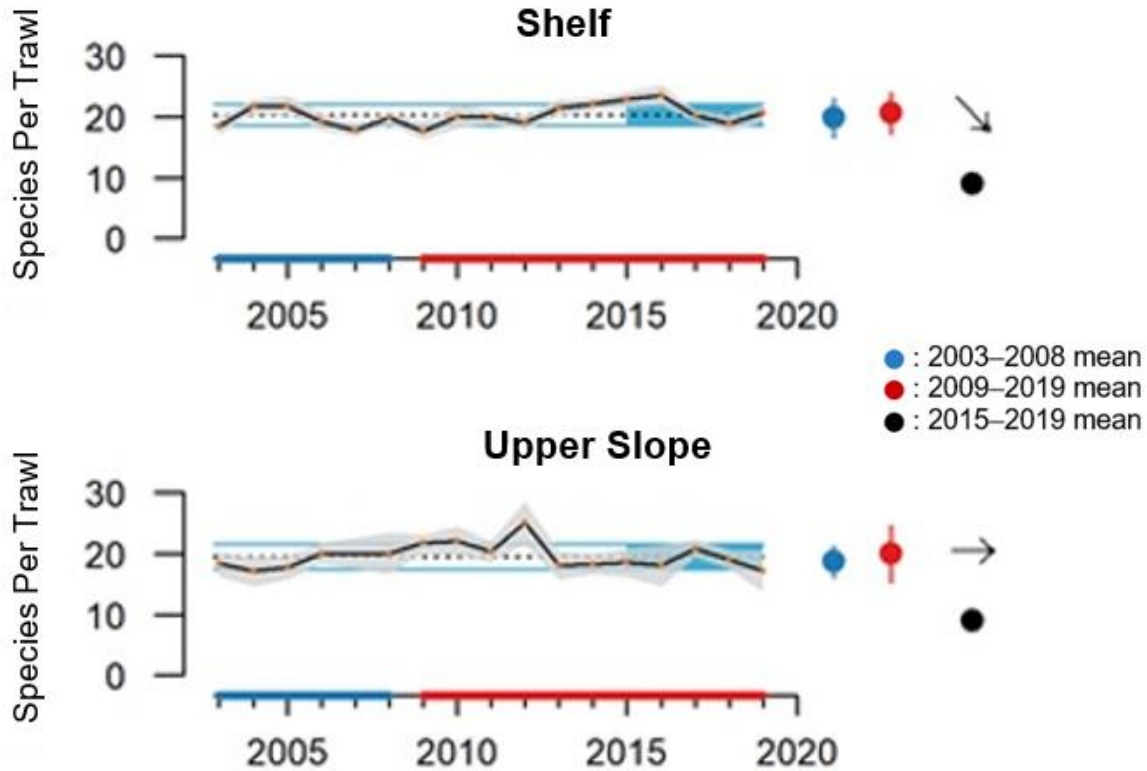 Shelf
Species Per Trawl
30
20
10
0
2005 2010 2015 2020
: 2003–2008 mean
: 2009–2019 mean
: 2015–2019 mean
Upper Slope
Species Per Trawl
30
20
10
0
2005 2010 2015 2020